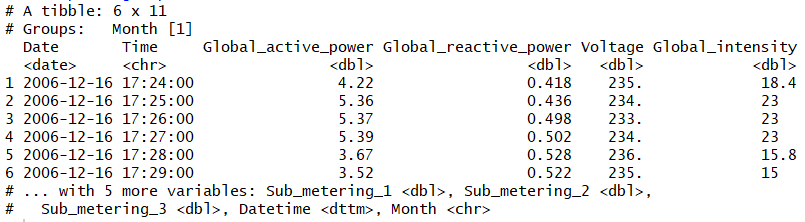 # A tibble: 6 x 11
# Groups:   Month [1]
  Date       Time     Global_active_power Global_reactive_power Voltage Global_intensity
  <date>     <chr>                  <dbl>                 <dbl>   <dbl>            <dbl>
1 2006-12-16 17:24:00                4.22                 0.418    235.             18.4
2 2006-12-16 17:25:00                5.36                 0.436    234.             23
3 2006-12-16 17:26:00                5.37                 0.498    233.             23
4 2006-12-16 17:27:00                5.39                 0.502    234.             23
5 2006-12-16 17:28:00                3.67                 0.528    236.             15.8
6 2006-12-16 17:29:00                3.52                 0.522    235.             15
# ... with 5 more variables: Sub_metering_1 <dbl>, Sub_metering_2 <dbl>,
#   Sub_metering_3 <dbl>, Datetime <dttm>, Month <chr>